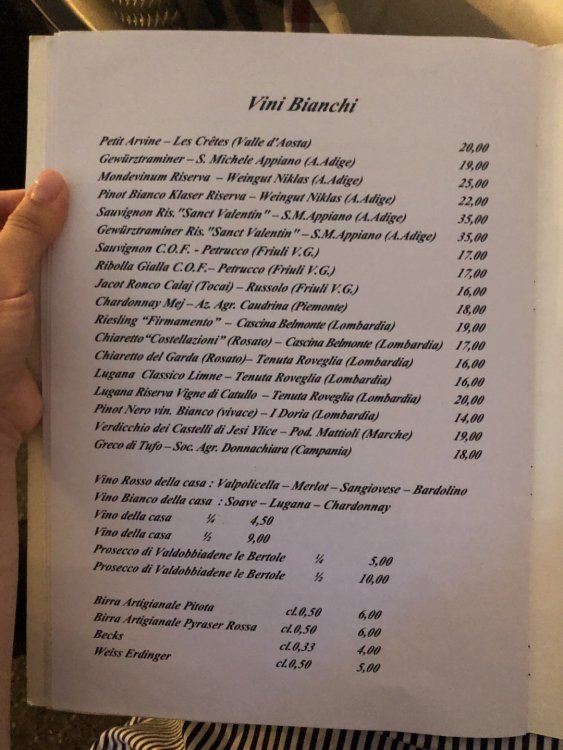 Vini Bianchi
Petit Arvine – Les Crêtes (Valle d'Aosta) 20,00
Gewürztraminer – S. Michele Appiano (A.Adige) 19,00
Mondevinum Riserva – Weingut Niklas (A.Adige) 25,00
Pinot Bianco Klaser Riserva – Weingut Niklas (A.Adige) 22,00
Sauvignon Ris."Sanct Valentin" – S.M.Appiano (A.Adige) 35,00
Gewürztraminer Ris."Sanct Valentin" – S.M.Appiano (A.Adige) 35,00
Sauvignon C.O.F. - Petrucco (Friuli V.G.) 17,00
Ribolla Gialla C.O.F.– Petrucco (Friuli V.G.) 17,00
Jacot Ronco Calaj (Tocai) – Russolo (Friuli V.G.) 16,00
Chardonnay Mej – Az. Agr. Caudrina (Piemonte) 18,00
Riesling “Firmamento” – Cascina Belmonte (Lombardia) 19,00
Chiaretto“Costellazioni” (Rosato) – Cascina Belmonte (Lombardia) 17,00
Chiaretto del Garda (Rosato)– Tenuta Roveglia (Lombardia) 16,00
Lugana Classico Limne – Tenuta Roveglia (Lombardia) 16,00
Lugana Riserva Vigne di Catullo – Tenuta Roveglia (Lombardia) 20,00
Pinot Nero vin. Bianco (vivace) – I Doria (Lombardia) 14,00
Verdicchio dei Castelli di Jesi Ylice – Pod. Mattioli (Marche) 19,00
Greco di Tufo – Soc. Agr. Donnachiara (Campania) 18,00
Vino Rosso della casa : Valpolicella – Merlot – Sangiovese – Bardolino
Vino Bianco della casa : Soave – Lugana – Chardonnay
Vino della casa ¼ 4,50
Vino della casa ½ 9,00
Prosecco di Valdobbiadene le Bertole ¼ 5,00
Prosecco di Valdobbiadene le Bertole ½ 10,00
Birra Artigianale Pitota cl.0,50 6,00
Birra Artigianale Pyraser Rossa cl.0,50 6,00
Becks cl.0,33 4,00
Weiss Erdinger cl.0,50 5,00